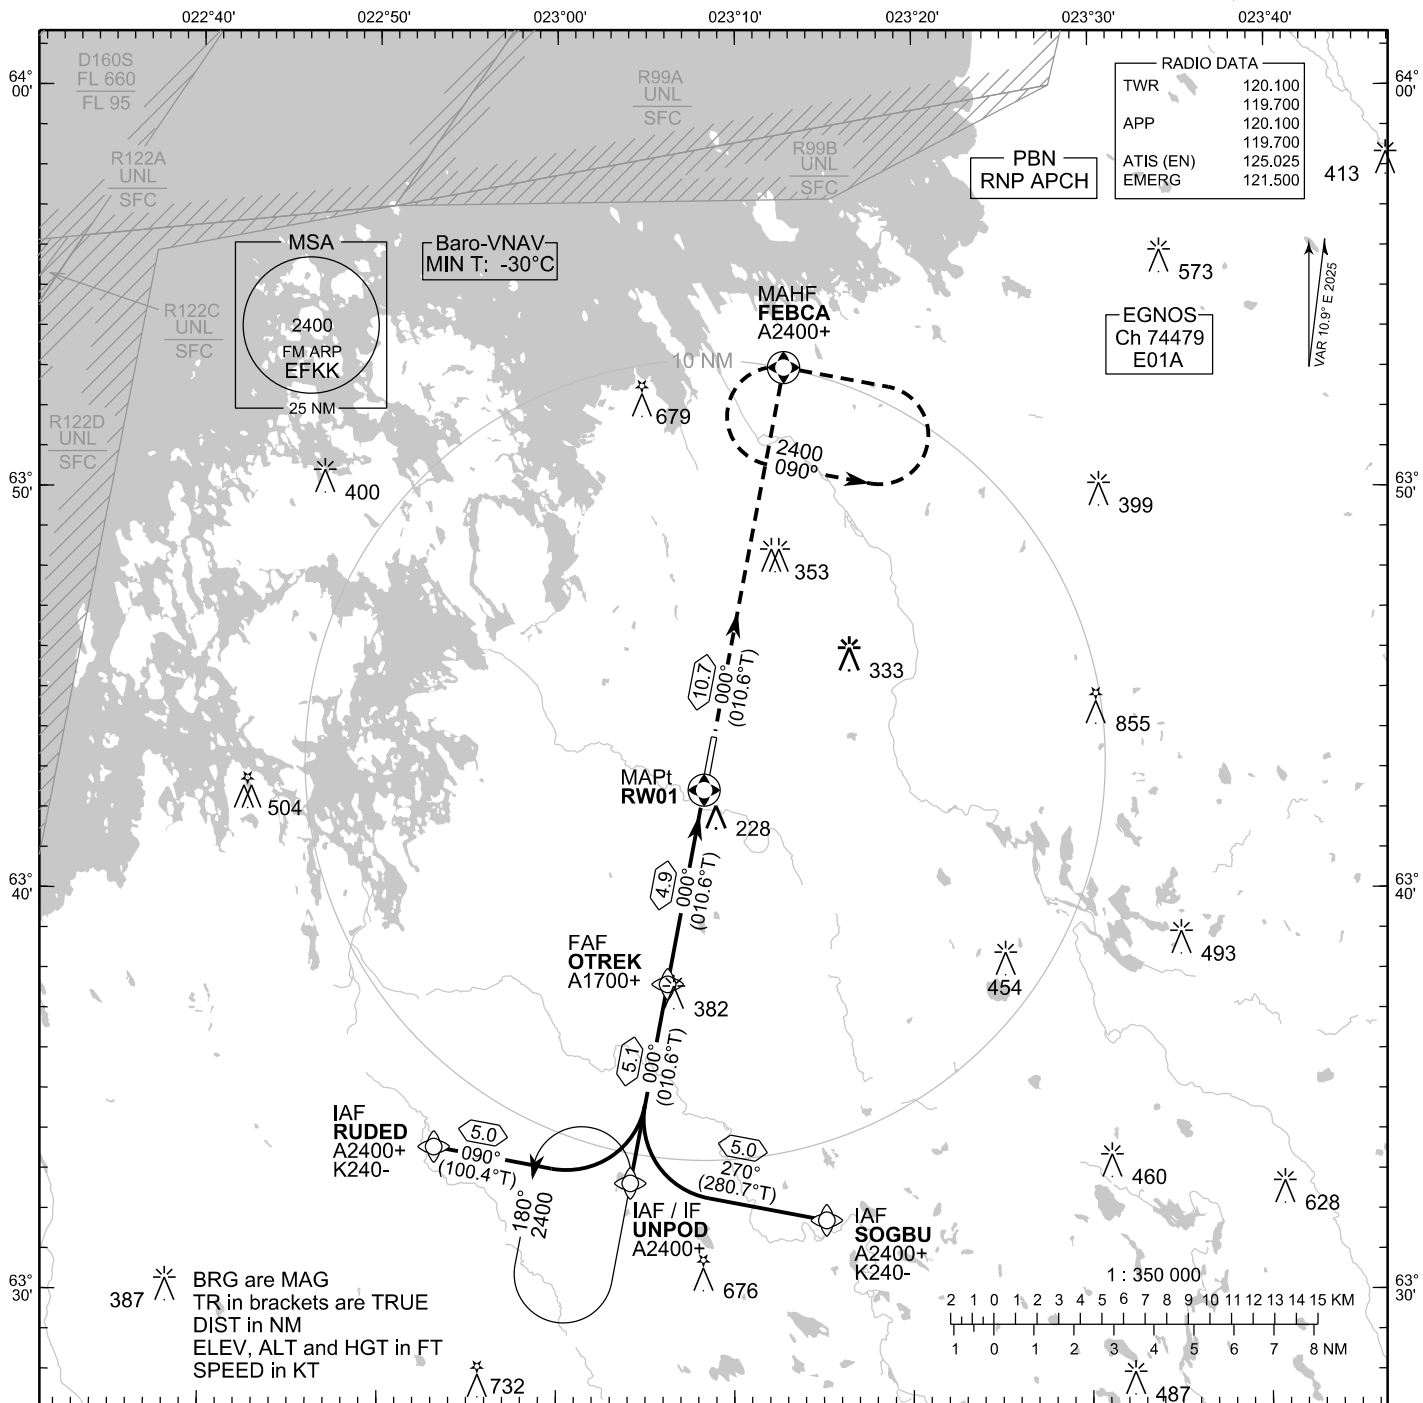 022°40'
022°50'
023°00'
023°10'
023°20'
023°30'
023°40'
64°
00'
64°
00'
D160S
FL 660
FL 95
R99A
UNL
SFC
R99B
UNL
SFC
R122A
UNL
SFC
RADIO DATA
TWR 120.100
119.700
APP 120.100
119.700
ATIS (EN) 125.025
EMERG 121.500
PBN
RNP APCH
413
MSA
2400
FM ARP
EFKK
25 NM
Baro-VNAV
MIN T: -30°C
573
VAR 10.9° E 2025
R122C
UNL
SFC
MAHF
FEBCA
A2400+
EGNOS
Ch 74479
E01A
10 NM
679
R122D
UNL
SFC
2400
090°
63°
50'
63°
50'
400
399
353
333
10.7
000°
(010.6°T)
855
MAPt
RW01
504
228
63°
40'
63°
40'
4.9
000°
(010.6°T)
FAF
OTREK
A1700+
382
493
454
5.1
000°
(010.6°T)
IAF
RUDED
A2400+
K240-
5.0
090°
(100.4°T)
5.0
270°
(280.7°T)
180°
2400
IAF / IF
UNPOD
A2400+
IAF
SOGBU
A2400+
K240-
460
628
676
63°
30'
63°
30'
387
BRG are MAG
TR in brackets are TRUE
DIST in NM
ELEV, ALT and HGT in FT
SPEED in KT
732
1 : 350 000
2 1 0 1 2 3 4 5 6 7 8 9 10 11 12 13 14 15 KM
1 0 1 2 3 4 5 6 7 8 NM
487